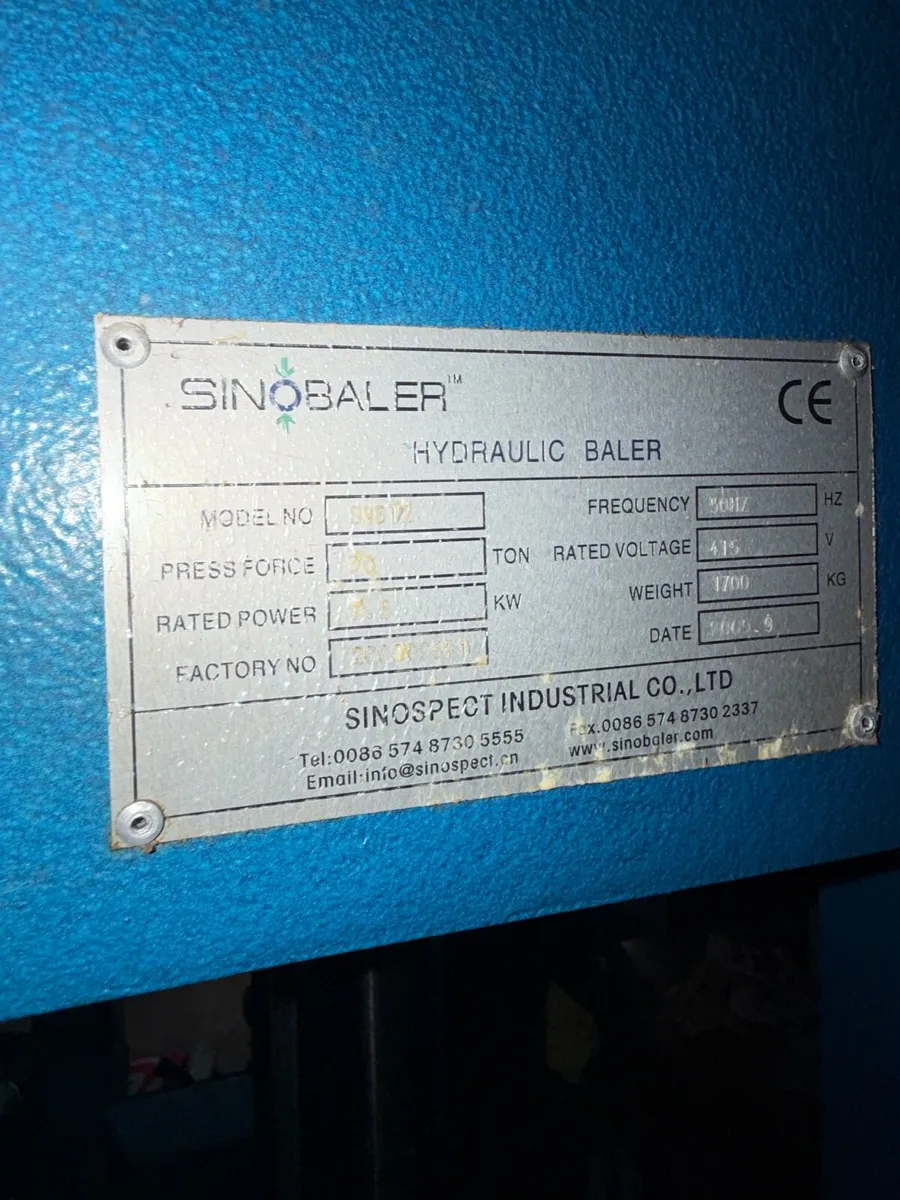 SINOBALER™ CE
HYDRAULIC BALER
MODEL NO FREQUENCY HZ
PRESS FORCE TON RATED VOLTAGE 415 V
RATED POWER KW WEIGHT 1700 KG
FACTORY NO DATE
SINOSPECT INDUSTRIAL CO.,LTD
Tel:0086 574 8730 5555 Fax.0086 574 8730 2337
Email:info@sinospect.cn www.sinobaler.com